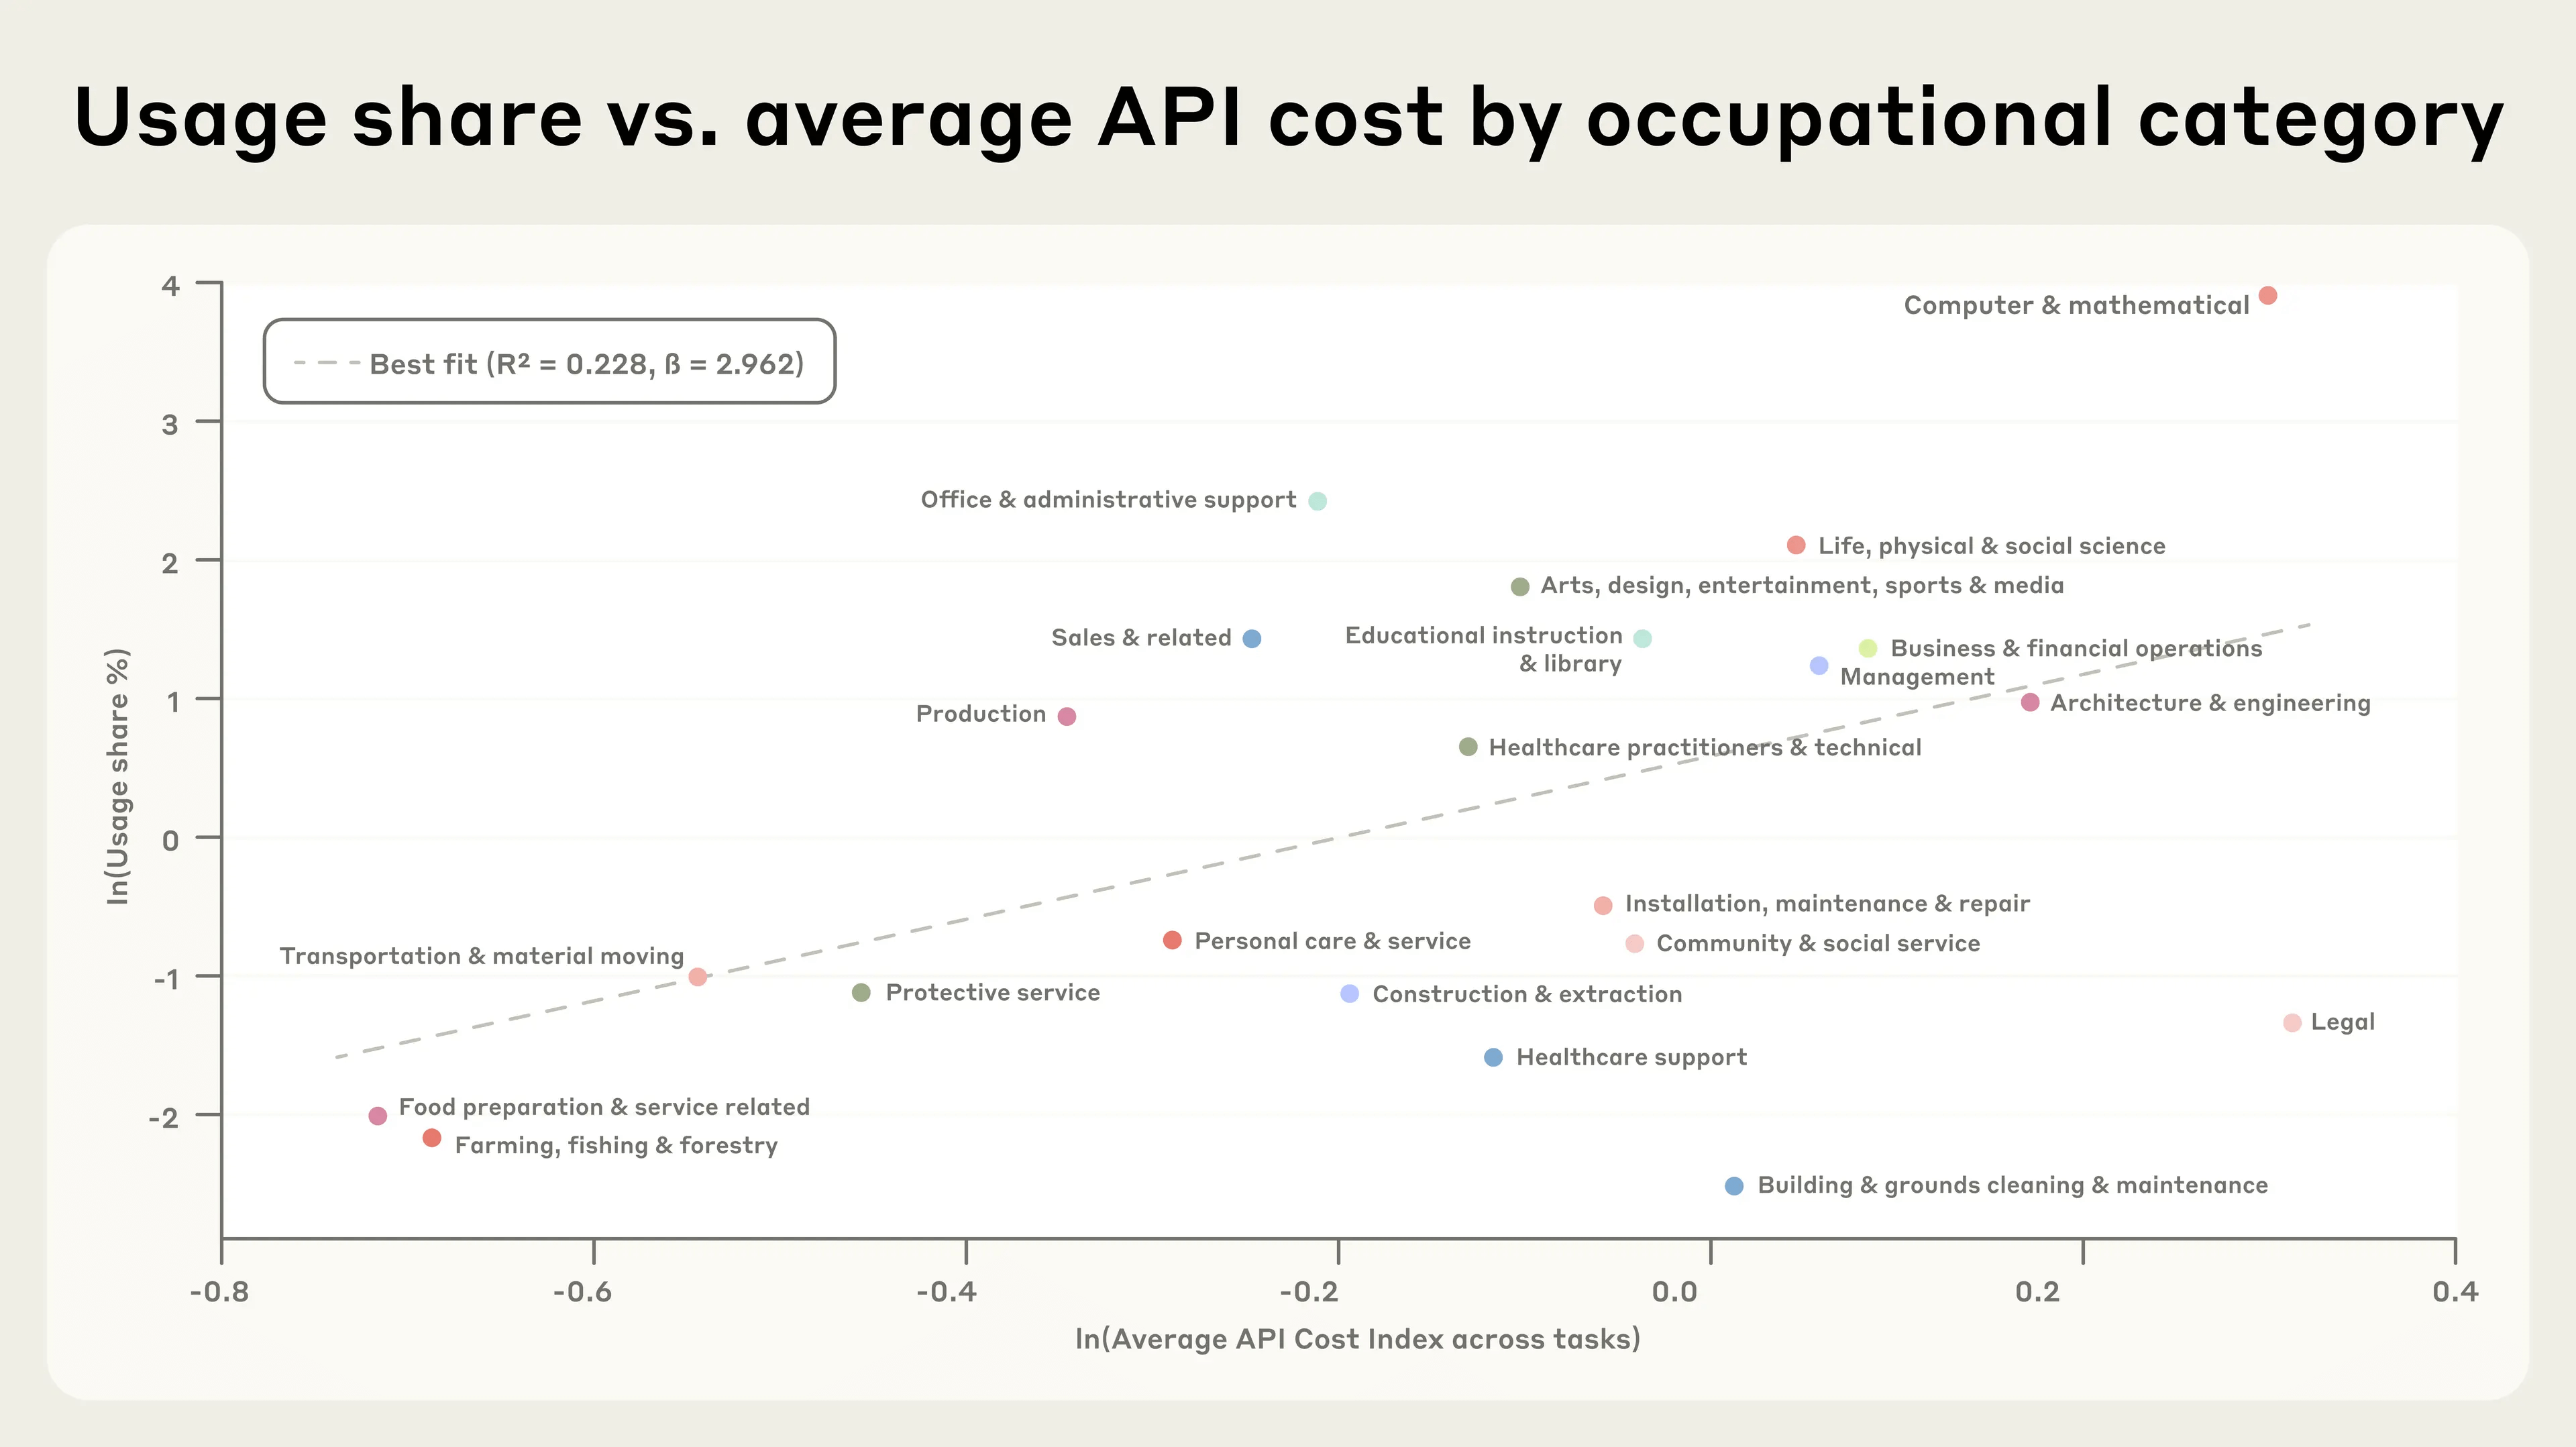 Usage share vs. average API cost by occupational category
4
3
2
1
0
-1
-2
ln(Usage share %)
Best fit (R² = 0.228, ß = 2.962)
Computer & mathematical
Office & administrative support
Life, physical & social science
Arts, design, entertainment, sports & media
Sales & related
Educational instruction
& library
Business & financial operations
Management
Architecture & engineering
Production
Healthcare practitioners & technical
Installation, maintenance & repair
Personal care & service
Community & social service
Transportation & material moving
Protective service
Construction & extraction
Legal
Healthcare support
Food preparation & service related
Farming, fishing & forestry
Building & grounds cleaning & maintenance
-0.8
-0.6
-0.4
-0.2
0.0
0.2
0.4
ln(Average API Cost Index across tasks)